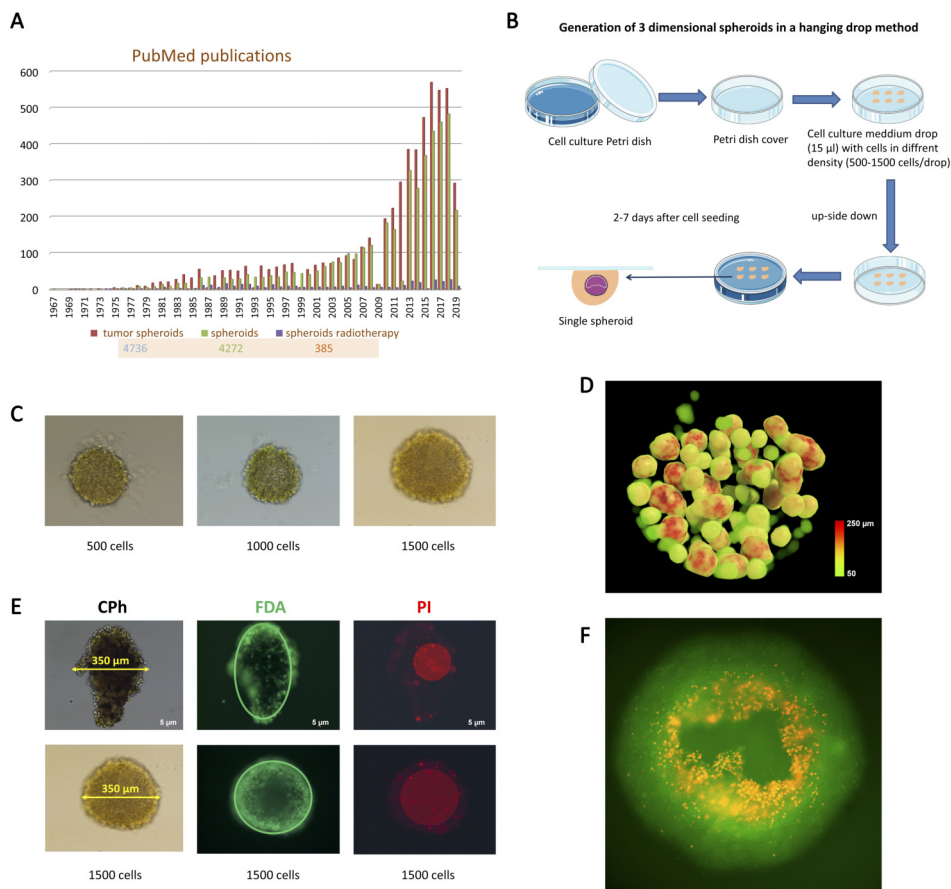 A
PubMed publications
600
500
400
300
200
100
0
1967 1969 1971 1973 1975 1977 1979 1981 1983 1985 1987 1989 1991 1993 1995 1997 1999 2001 2003 2005 2007 2009 2011 2013 2015 2017 2019
tumor spheroids spheroids spheroids radiotherapy
4736 4272 385
B
Generation of 3 dimensional spheroids in a hanging drop method
Cell culture Petri dish
Petri dish cover
Cell culture meddium drop
(15 µl) with cells in diffrent
density (500-1500 cells/drop)
2-7 days after cell seeding
up-side down
Single spheroid
C
500 cells
1000 cells
1500 cells
D
250 µm
50
E
CPh
FDA
PI
350 µm
5 µm
5 µm
5 µm
350 µm
1500 cells
1500 cells
1500 cells
F